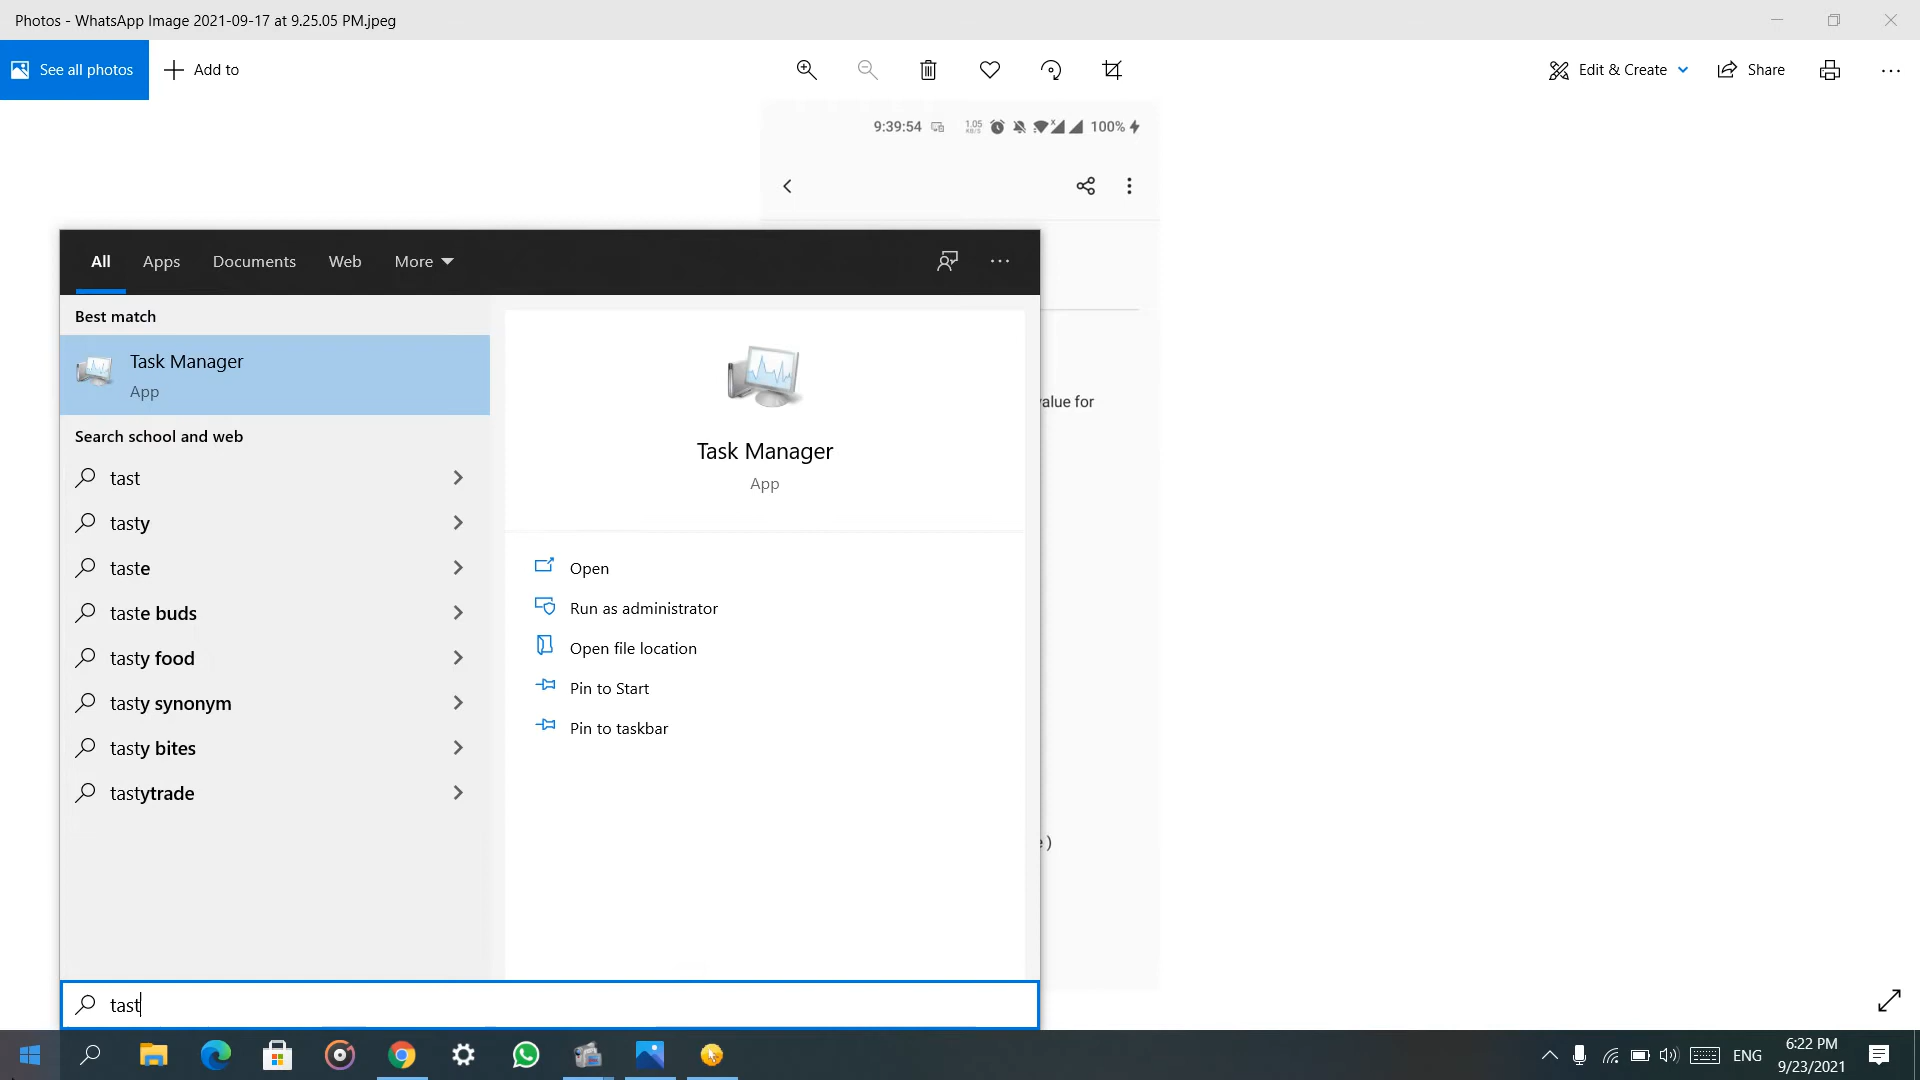 Photos - WhatsApp Image 2021-09-17 at 9.25.05 PM.jpeg
See all photos
Add to
Edit & Create
Share
9:39:54
1.05
KB/S
100%
All
Apps
Documents
Web
More
Best match
Task Manager
App
Search school and web
tast
tasty
taste
taste buds
tasty food
tasty synonym
tasty bites
tastytrade
Task Manager
App
Open
Run as administrator
Open file location
Pin to Start
Pin to taskbar
for
)
tast
ENG
6:22 PM
9/23/2021